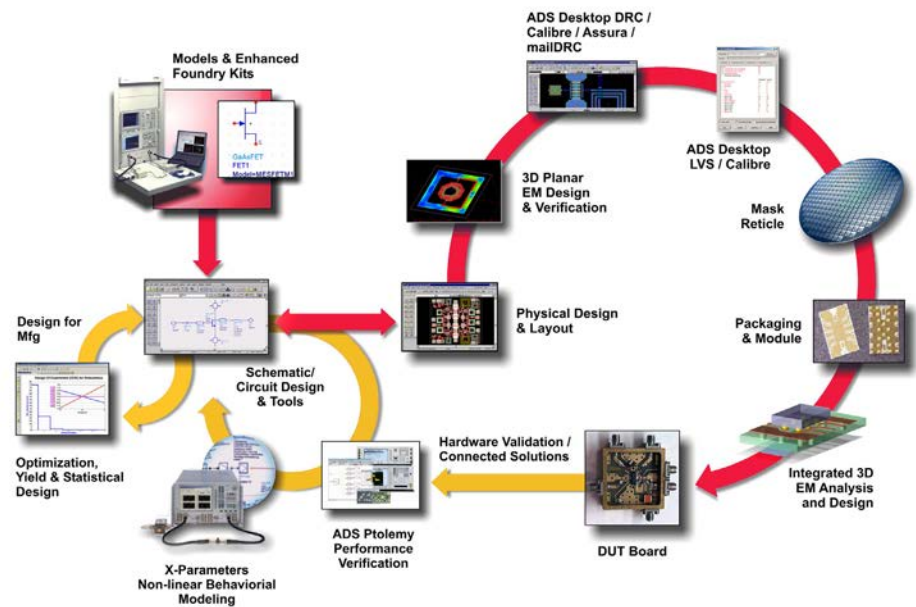 ADS Desktop DRC /
Calibre / Assura /
mailDRC
Models & Enhanced
Foundry Kits
GaAsFET
FET1
Model=MESFETM1
ADS Desktop
LVS / Calibre
3D Planar
EM Design
& Verification
Mask
Reticle
Design for
Mfg
Physical Design
& Layout
Packaging
& Module
Schematic/
Circuit Design
& Tools
Hardware Validation /
Connected Solutions
Optimization,
Yield & Statistical
Design
Integrated 3D
EM Analysis
and Design
ADS Ptolemy
Performance
Verification
DUT Board
X-Parameters
Non-linear Behaviorial
Modeling